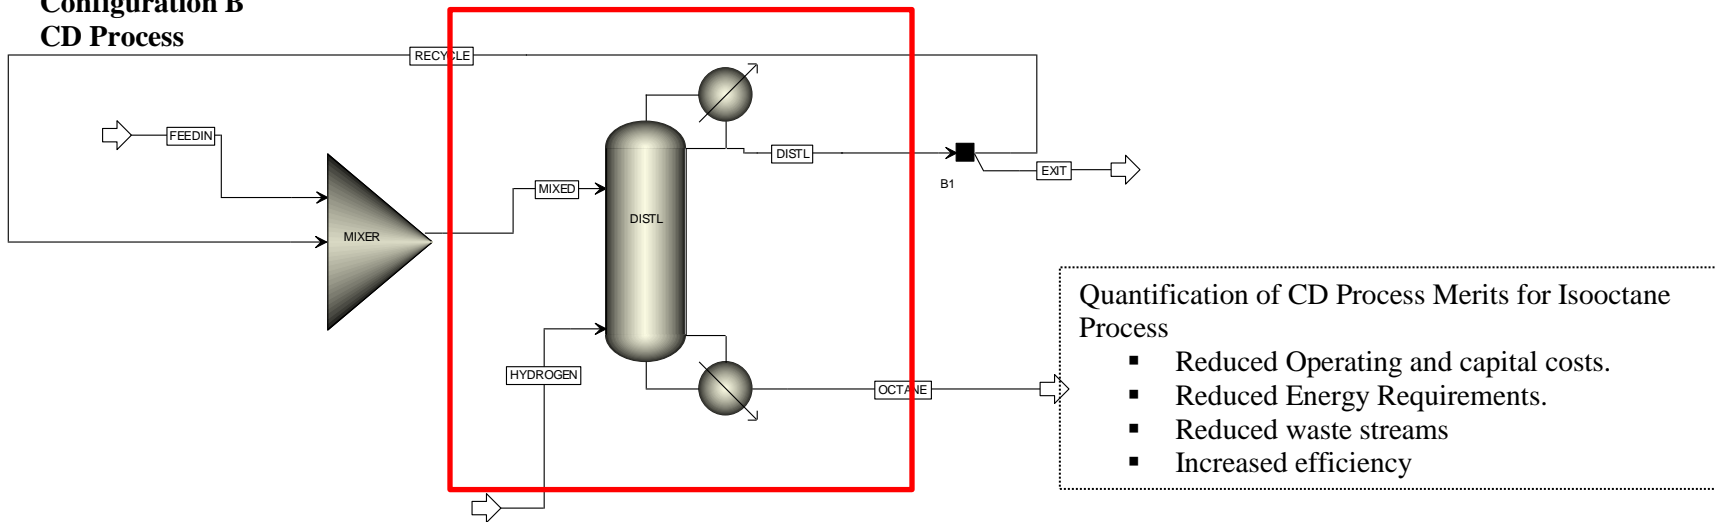 Configuration B
CD Process
RECYCLE
FEEDIN
MIXER
MIXED
DISTL
DISTL
B1
EXIT
HYDROGEN
OCTANE
Quantification of CD Process Merits for Isooctane
Process
▪ Reduced Operating and capital costs.
▪ Reduced Energy Requirements.
▪ Reduced waste streams
▪ Increased efficiency